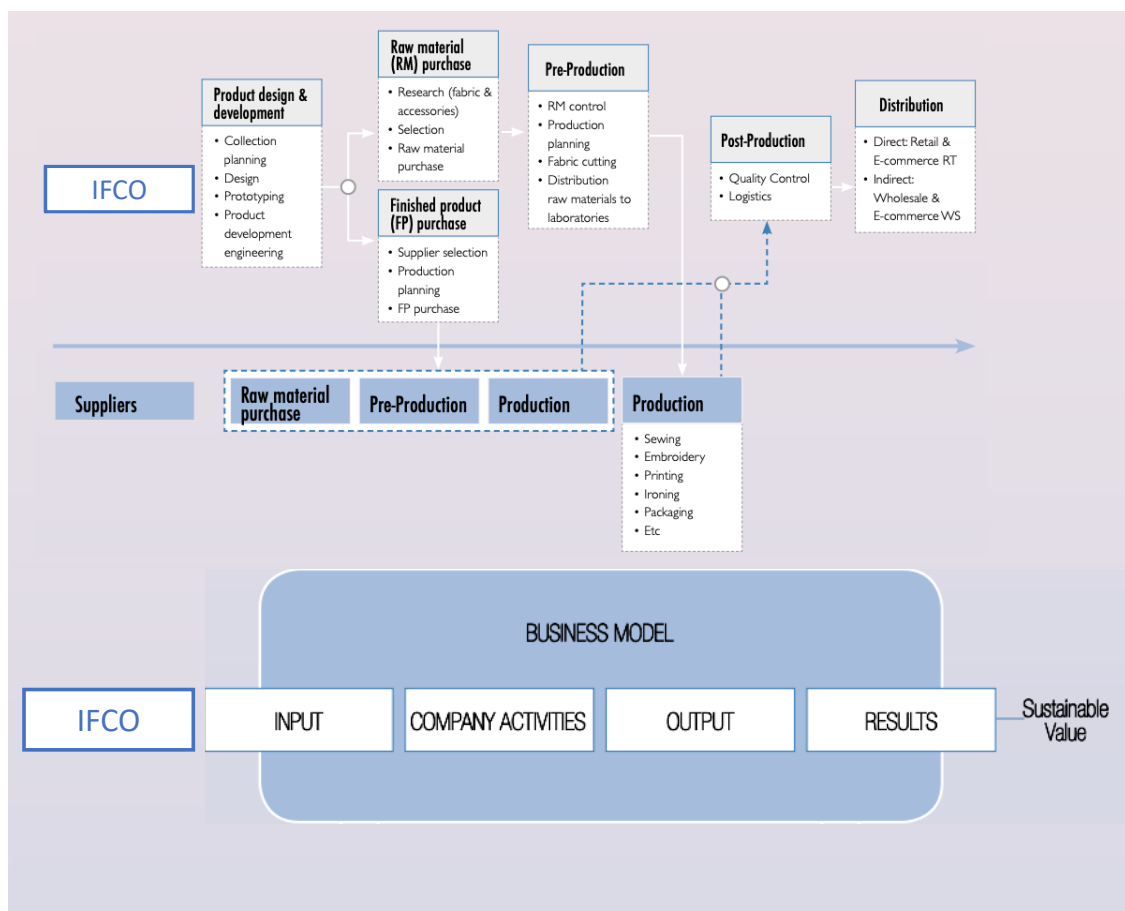 Product design &
development
• Collection
planning
• Design
• Prototyping
• Product
development
engineering
Raw material
(RM) purchase
• Research (fabric &
accessories)
• Selection
• Raw material
purchase
Finished product
(FP) purchase
• Supplier selection
• Production
planning
• FP purchase
Pre-Production
• RM control
• Production
planning
• Fabric cutting
• Distribution
raw materials to
laboratories
Post-Production
• Quality Control
• Logistics
Distribution
• Direct: Retail &
E-commerce RT
• Indirect:
Wholesale &
E-commerce WS
IFCO
Suppliers
Raw material
purchase
Pre-Production
Production
Production
• Sewing
• Embroidery
• Printing
• Ironing
• Packaging
• Etc
BUSINESS MODEL
IFCO
INPUT
COMPANY ACTIVITIES
OUTPUT
RESULTS
Sustainable
Value